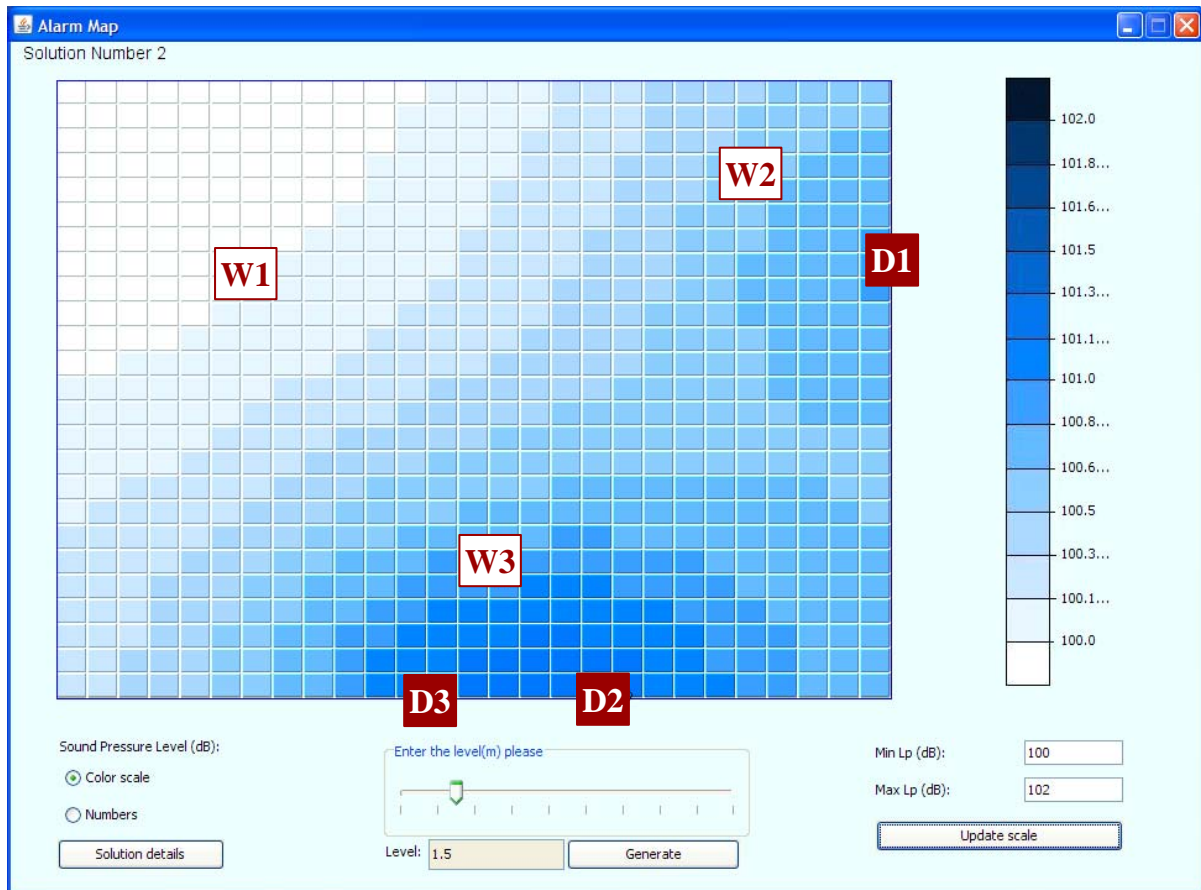 Alarm Map
Solution Number 2
W2
W1
D1
W3
D3
D2
102.0
101.8...
101.6...
101.5
101.3...
101.1...
101.0
100.8...
100.6...
100.5
100.3...
100.1...
100.0
Sound Pressure Level (dB):
Color scale
Numbers
Solution details
Enter the level(m) please
Level: 1.5 Generate
Min Lp (dB): 100
Max Lp (dB): 102
Update scale